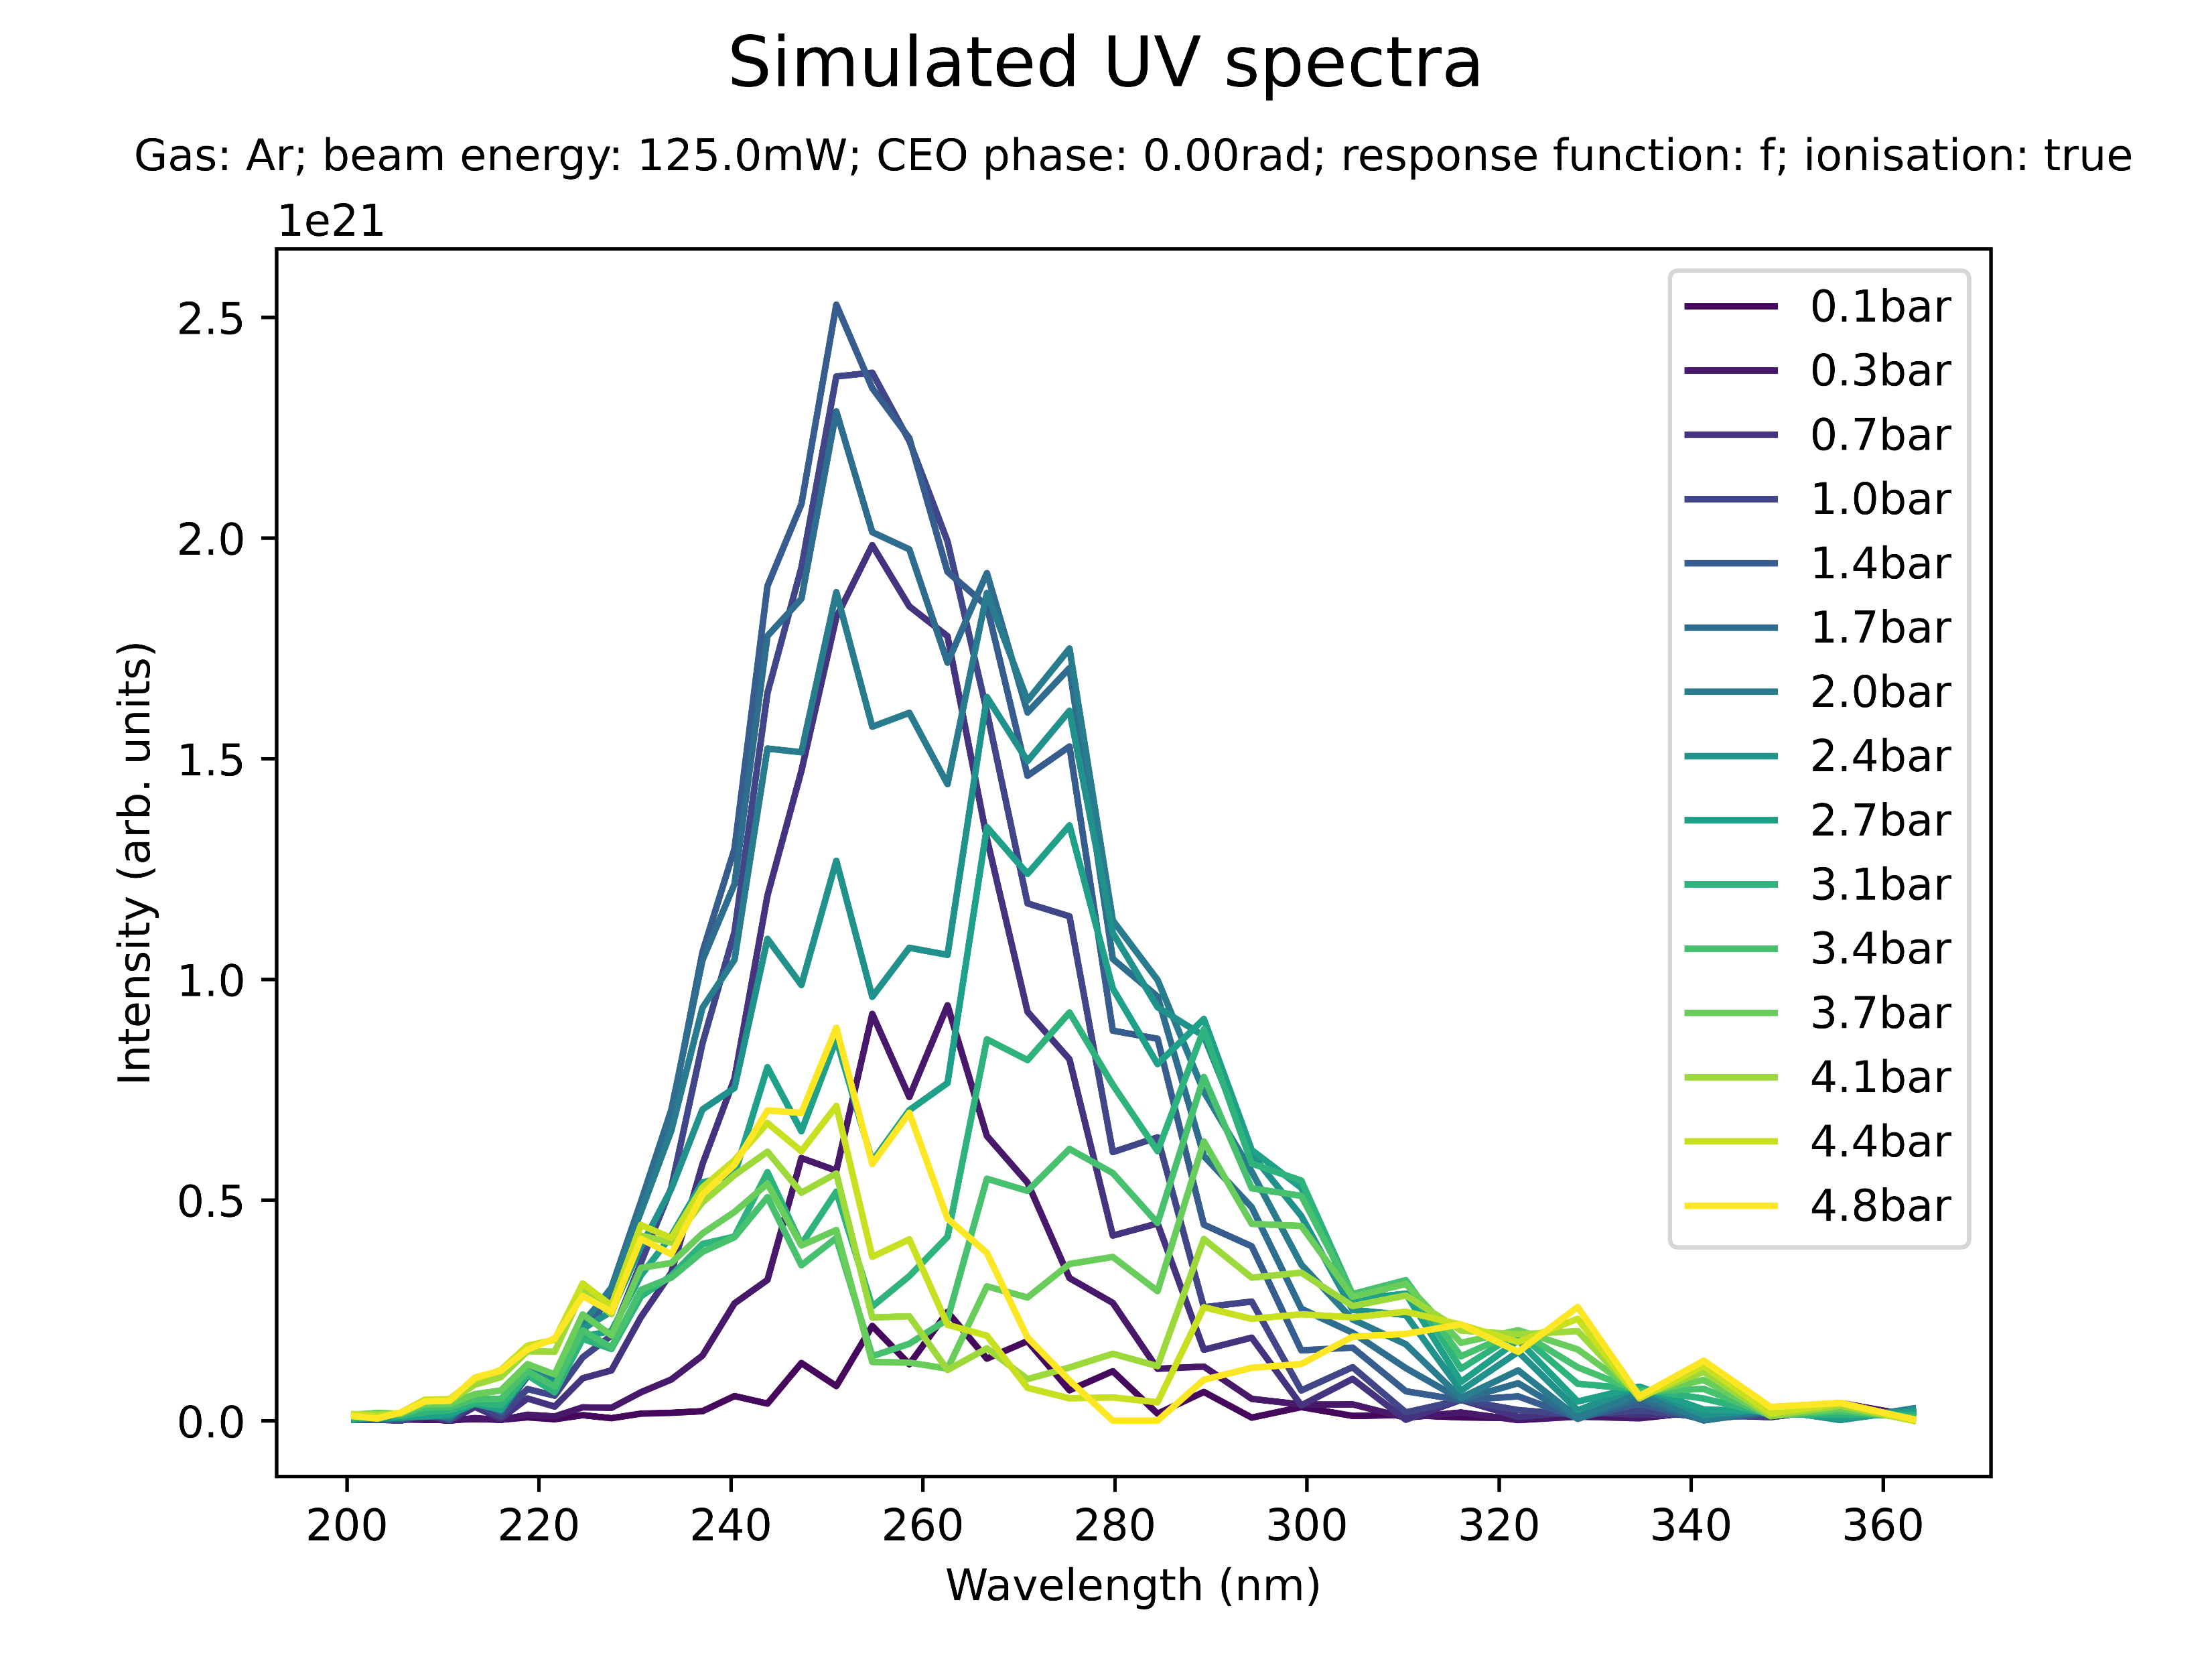 Simulated UV spectra
Gas: Ar; beam energy: 125.0mW; CEO phase: 0.00rad; response function: f; ionisation: true
1e21
2.5
2.0
1.5
1.0
0.5
0.0
Intensity (arb. units)
200 220 240 260 280 300 320 340 360
Wavelength (nm)
0.1bar
0.3bar
0.7bar
1.0bar
1.4bar
1.7bar
2.0bar
2.4bar
2.7bar
3.1bar
3.4bar
3.7bar
4.1bar
4.4bar
4.8bar